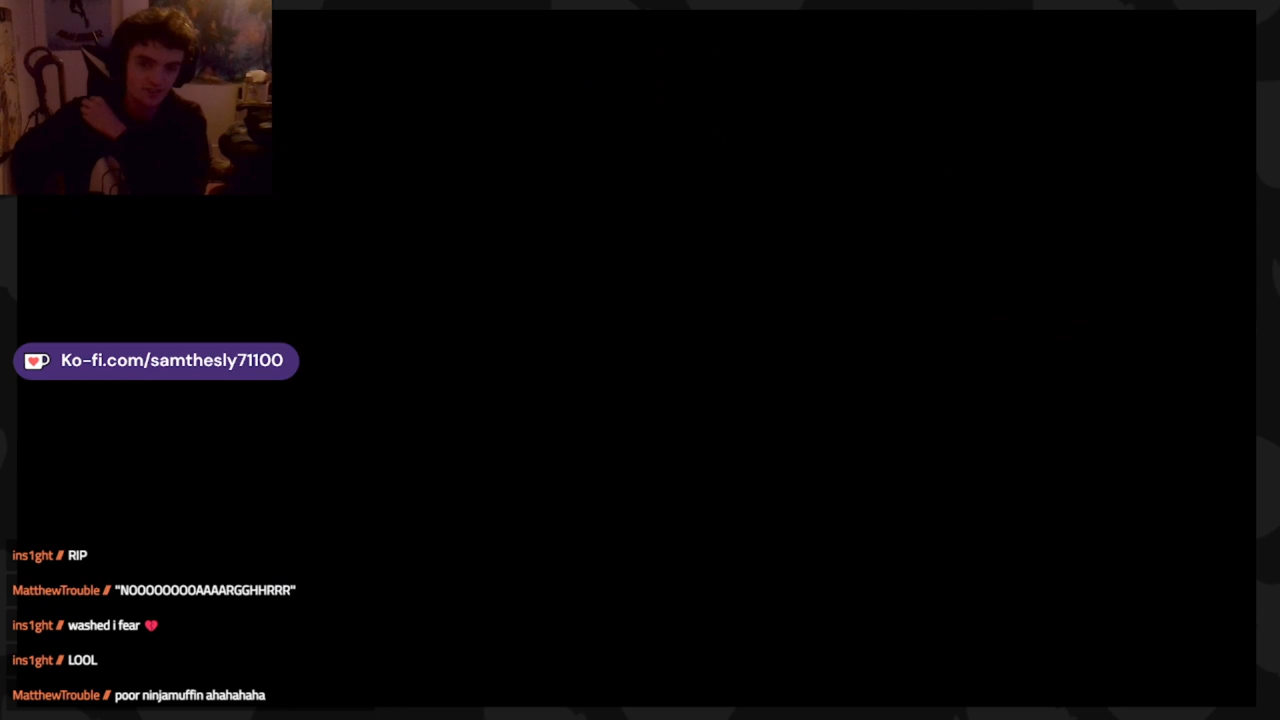 Ko-fi.com/samthesly71100
ins1ght // RIP
MatthewTrouble // "NOOOOOOOOAAAARGGHHRRR"
ins1ght // washed i fear 💔
ins1ght // LOOL
MatthewTrouble // poor ninjamuffin ahahahaha